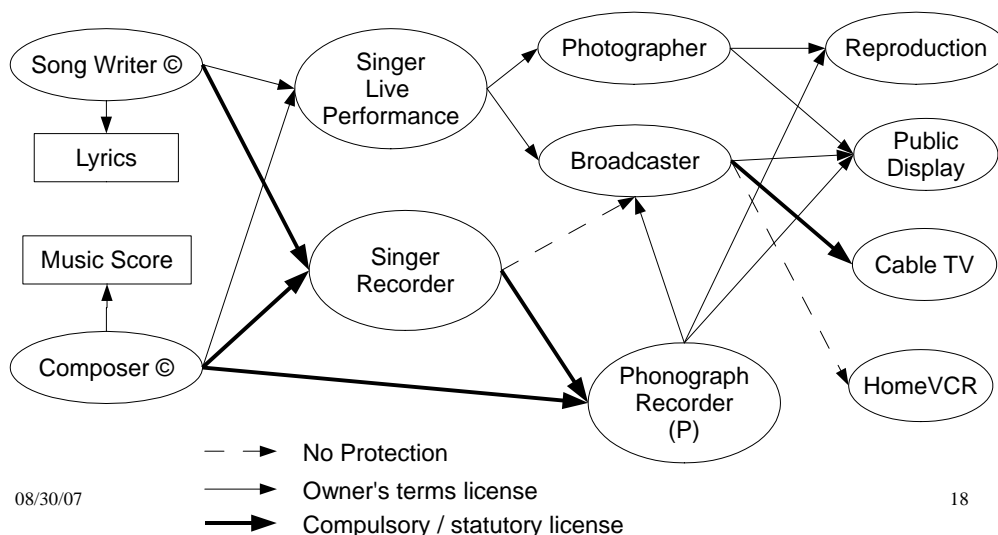 Song Writer ©
Lyrics
Music Score
Composer ©
Singer
Live
Performance
Singer
Recorder
Photographer
Broadcaster
Phonograph
Recorder
(P)
Reproduction
Public
Display
Cable TV
HomeVCR
No Protection
Owner's terms license
Compulsory / statutory license
08/30/07
18